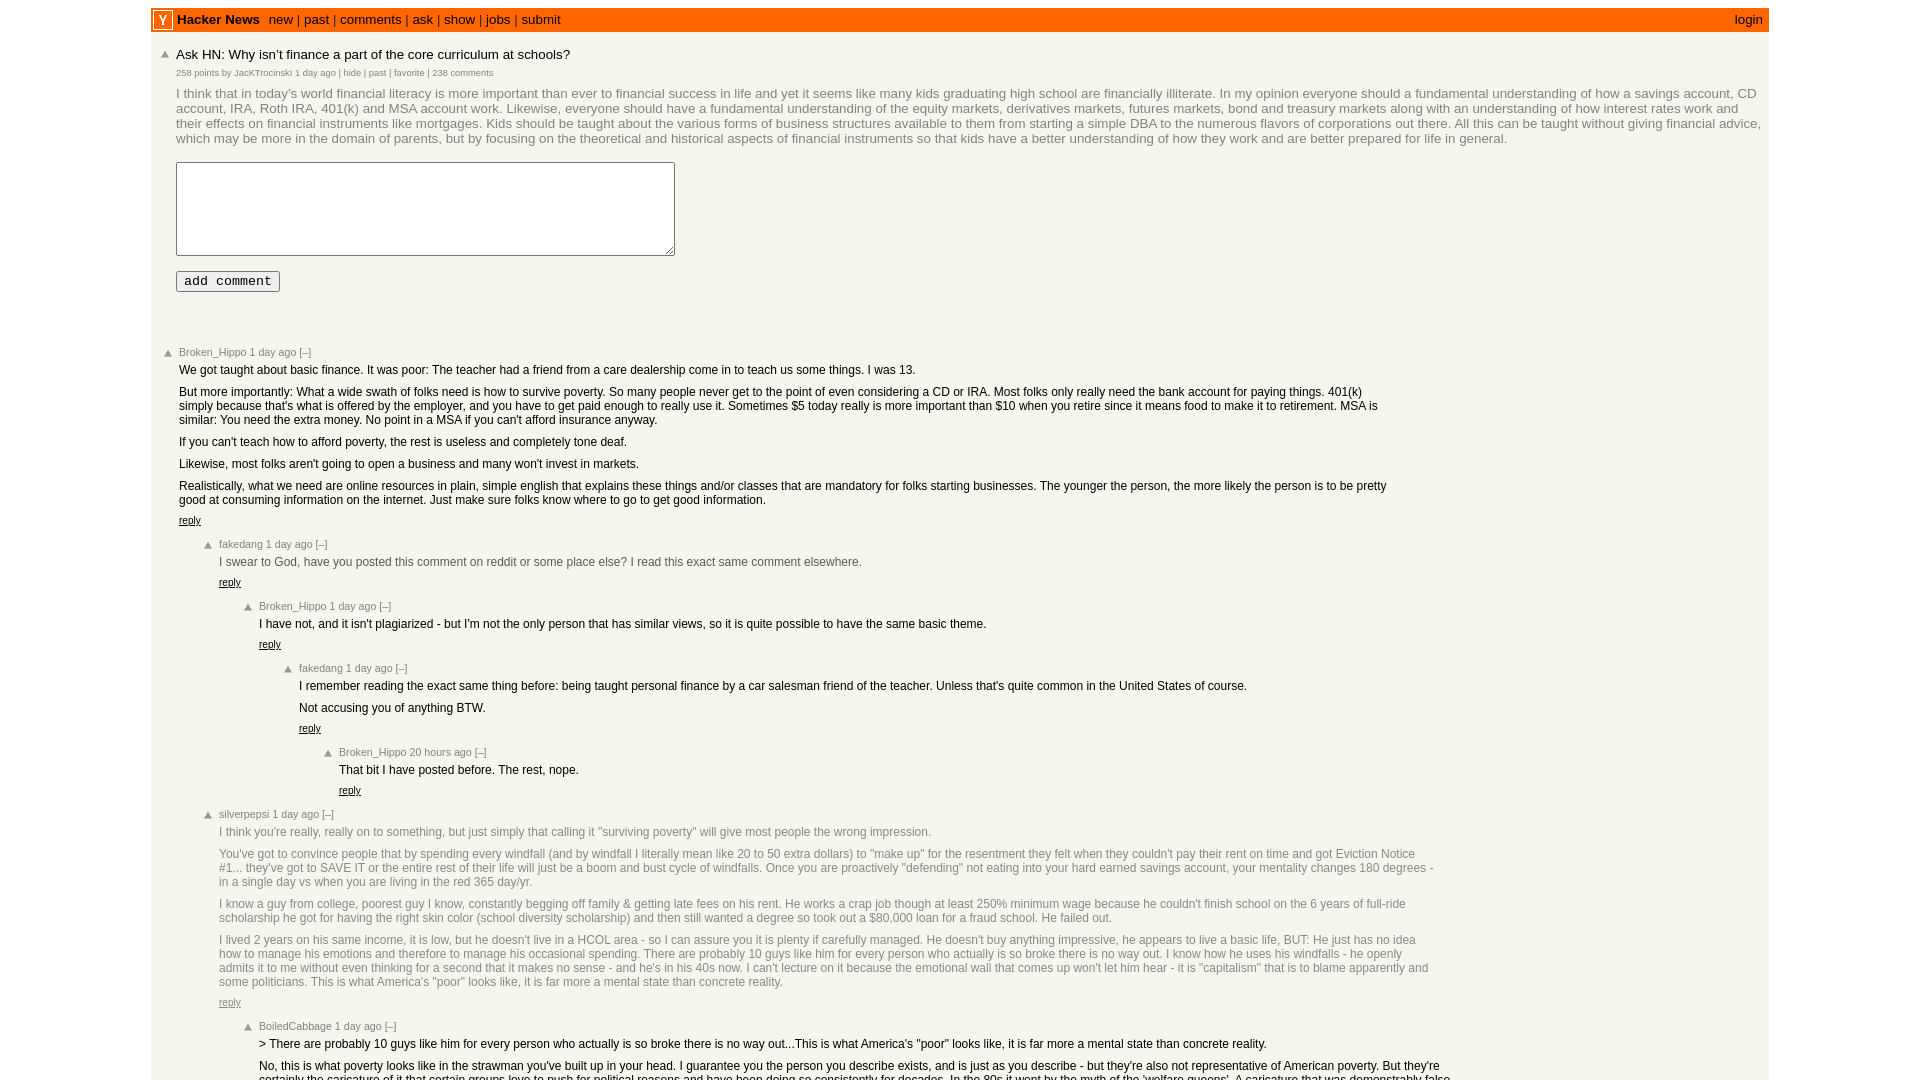 Y Hacker News new | past | comments | ask | show | jobs | submit login
Ask HN: Why isn’t finance a part of the core curriculum at schools?
258 points by JacKTrocinskI 1 day ago | hide | past | favorite | 238 comments
I think that in today’s world financial literacy is more important than ever to financial success in life and yet it seems like many kids graduating high school are financially illiterate. In my opinion everyone should a fundamental understanding of how a savings account, CD
account, IRA, Roth IRA, 401(k) and MSA account work. Likewise, everyone should have a fundamental understanding of the equity markets, derivatives markets, futures markets, bond and treasury markets along with an understanding of how interest rates work and
their effects on financial instruments like mortgages. Kids should be taught about the various forms of business structures available to them from starting a simple DBA to the numerous flavors of corporations out there. All this can be taught without giving financial advice,
which may be more in the domain of parents, but by focusing on the theoretical and historical aspects of financial instruments so that kids have a better understanding of how they work and are better prepared for life in general.
add comment
Broken_Hippo 1 day ago [–]
We got taught about basic finance. It was poor: The teacher had a friend from a care dealership come in to teach us some things. I was 13.
But more importantly: What a wide swath of folks need is how to survive poverty. So many people never get to the point of even considering a CD or IRA. Most folks only really need the bank account for paying things. 401(k)
simply because that's what is offered by the employer, and you have to get paid enough to really use it. Sometimes $5 today really is more important than $10 when you retire since it means food to make it to retirement. MSA is
similar: You need the extra money. No point in a MSA if you can't afford insurance anyway.
If you can't teach how to afford poverty, the rest is useless and completely tone deaf.
Likewise, most folks aren't going to open a business and many won't invest in markets.
Realistically, what we need are online resources in plain, simple english that explains these things and/or classes that are mandatory for folks starting businesses. The younger the person, the more likely the person is to be pretty
good at consuming information on the internet. Just make sure folks know where to go to get good information.
reply
fakedang 1 day ago [–]
I swear to God, have you posted this comment on reddit or some place else? I read this exact same comment elsewhere.
reply
Broken_Hippo 1 day ago [–]
I have not, and it isn't plagiarized - but I'm not the only person that has similar views, so it is quite possible to have the same basic theme.
reply
fakedang 1 day ago [–]
I remember reading the exact same thing before: being taught personal finance by a car salesman friend of the teacher. Unless that's quite common in the United States of course.
Not accusing you of anything BTW.
reply
Broken_Hippo 20 hours ago [–]
That bit I have posted before. The rest, nope.
reply
silverpepsi 1 day ago [–]
I think you're really, really on to something, but just simply that calling it "surviving poverty" will give most people the wrong impression.
You've got to convince people that by spending every windfall (and by windfall I literally mean like 20 to 50 extra dollars) to "make up" for the resentment they felt when they couldn't pay their rent on time and got Eviction Notice
#1... they've got to SAVE IT or the entire rest of their life will just be a boom and bust cycle of windfalls. Once you are proactively "defending" not eating into your hard earned savings account, your mentality changes 180 degrees -
in a single day vs when you are living in the red 365 day/yr.
I know a guy from college, poorest guy I know, constantly begging off family & getting late fees on his rent. He works a crap job though at least 250% minimum wage because he couldn't finish school on the 6 years of full-ride
scholarship he got for having the right skin color (school diversity scholarship) and then still wanted a degree so took out a $80,000 loan for a fraud school. He failed out.
I lived 2 years on his same income, it is low, but he doesn't live in a HCOL area - so I can assure you it is plenty if carefully managed. He doesn't buy anything impressive, he appears to live a basic life, BUT: He just has no idea
how to manage his emotions and therefore to manage his occasional spending. There are probably 10 guys like him for every person who actually is so broke there is no way out. I know how he uses his windfalls - he openly
admits it to me without even thinking for a second that it makes no sense - and he's in his 40s now. I can't lecture on it because the emotional wall that comes up won't let him hear - it is "capitalism" that is to blame apparently and
some politicians. This is what America's "poor" looks like, it is far more a mental state than concrete reality.
reply
BoiledCabbage 1 day ago [–]
> There are probably 10 guys like him for every person who actually is so broke there is no way out...This is what America's "poor" looks like, it is far more a mental state than concrete reality.
No, this is what poverty looks like in the strawman you've built up in your head. I guarantee you the person you describe exists, and is just as you describe - but they're also not representative of American poverty. But they're
certainly the caricature of it that certain groups love to push for political reasons and have been doing so consistently for decades. In the 80s it went by the myth of the 'welfare queens'. A caricature that was demonstrably false